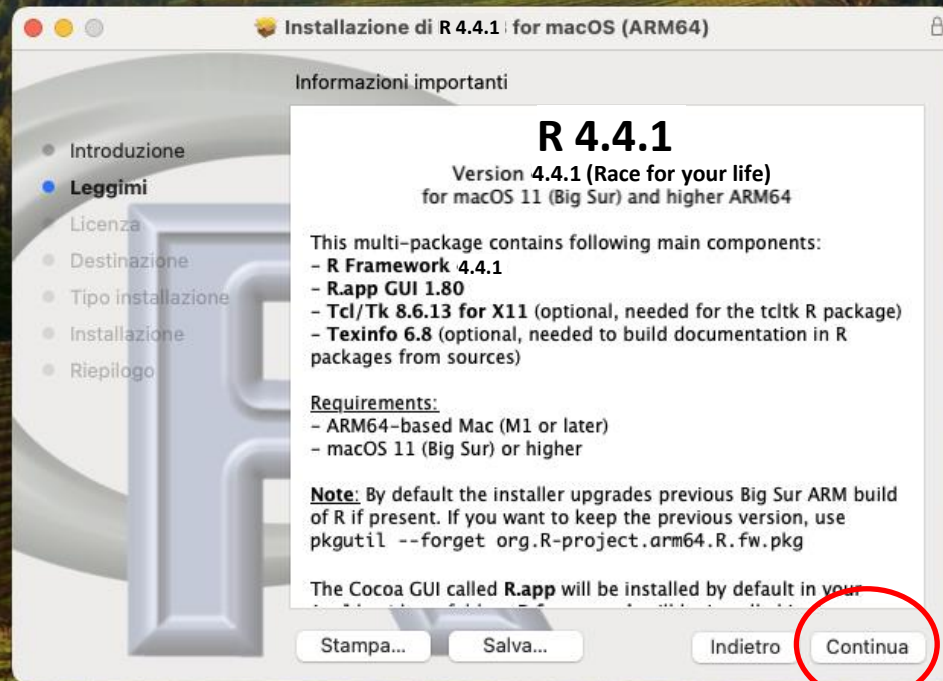 Installazione di R 4.4.1 for macOS (ARM64)
Informazioni importanti
Introduzione
Leggimi
Licenza
Destinazione
Tipo installazione
Installazione
Riepilogo
R 4.4.1
Version 4.4.1 (Race for your life)
for macOS 11 (Big Sur) and higher ARM64
This multi-package contains following main components:
- R Framework 4.4.1
- R.app GUI 1.80
- Tcl/Tk 8.6.13 for X11 (optional, needed for the tcltk R package)
- Texinfo 6.8 (optional, needed to build documentation in R
packages from sources)
Requirements:
- ARM64-based Mac (M1 or later)
- macOS 11 (Big Sur) or higher
Note: By default the installer upgrades previous Big Sur ARM build
of R if present. If you want to keep the previous version, use
pkgutil --forget org.R-project.arm64.R.fw.pkg
The Cocoa GUI called R.app will be installed by default in your
Stampa...
Salva...
Indietro
Continua